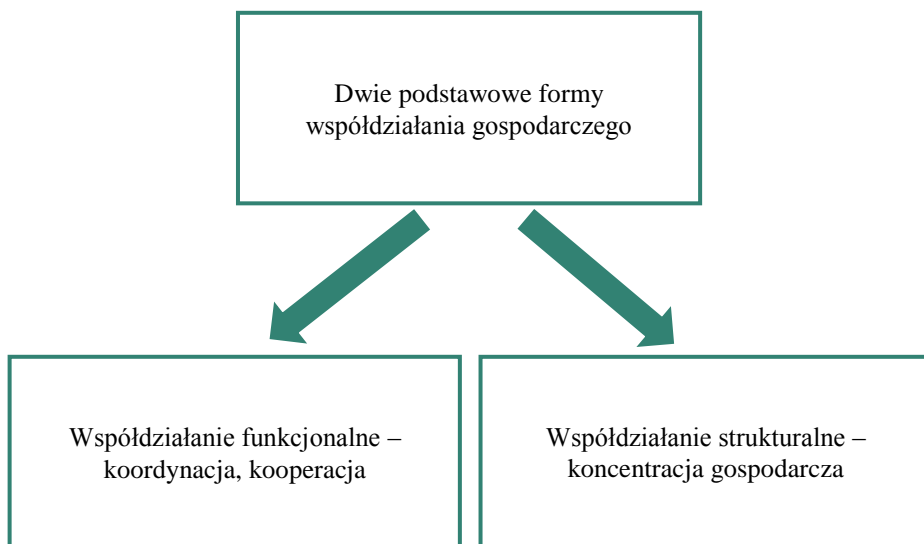 Dwie podstawowe formy
współdziałania gospodarczego
Współdziałanie funkcjonalne –
koordynacja, kooperacja
Współdziałanie strukturalne –
koncentracja gospodarcza